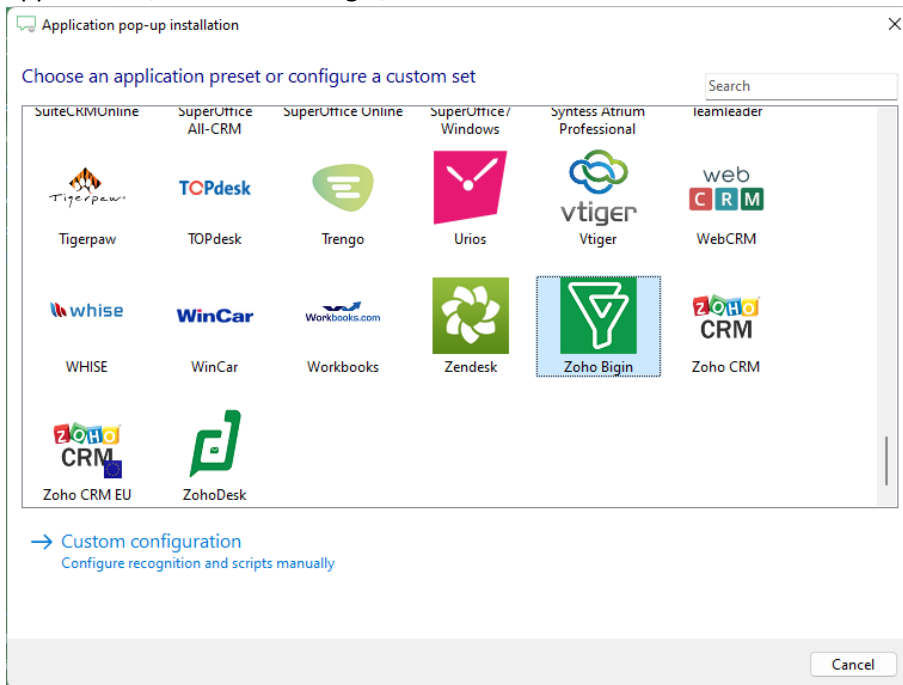 Application pop-up installation
Choose an application preset or configure a custom set
Search
SuiteCRMOnline
SuperOffice
All-CRM
SuperOffice Online
SuperOffice7
Windows
Syntess Atrium
Professional
Teamleader
Tigerpaw
TOPdesk
web
CRM
vtiger
Tigerpaw
TOPdesk
Trengo
Urios
Vtiger
WebCRM
whise
WinCar
Workbooks.com
ZOHO
CRM
WHISE
WinCar
Workbooks
Zendesk
Zoho Bigin
Zoho CRM
ZOHO
CRM
Zoho CRM EU
ZohoDesk
Custom configuration
Configure recognition and scripts manually
Cancel